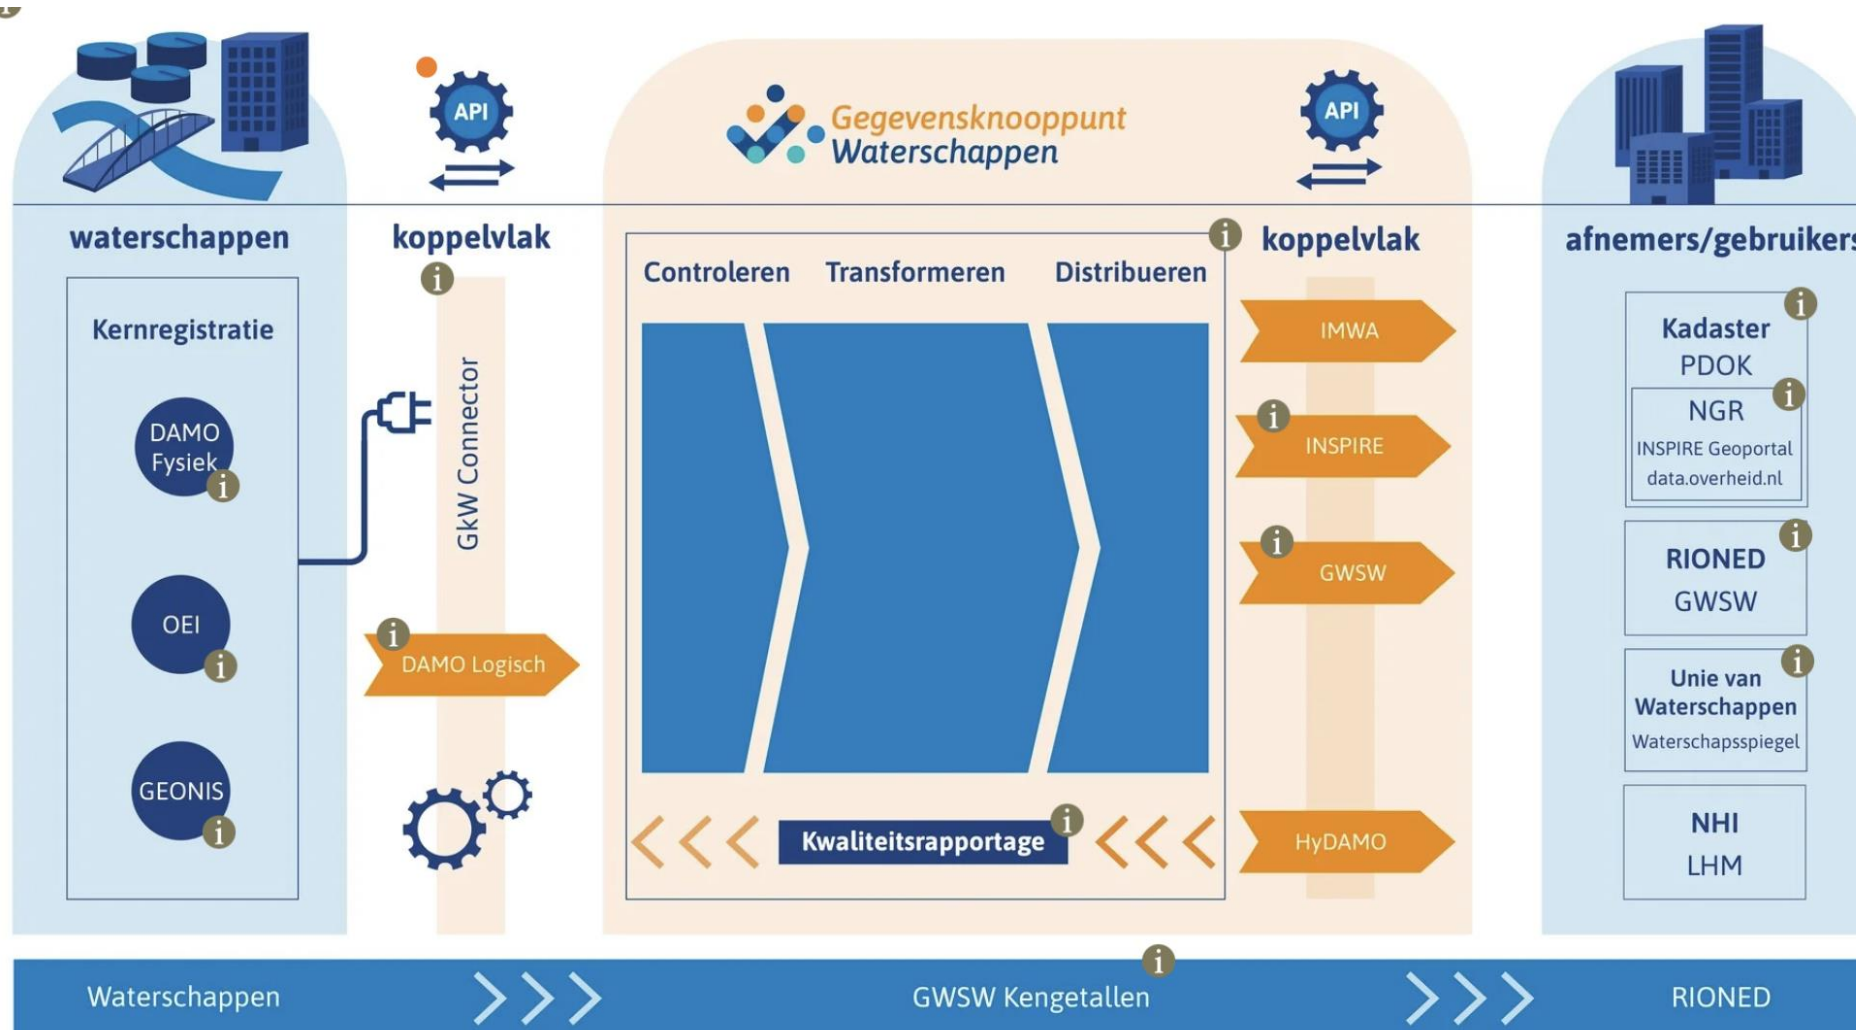 API
Gegevensknooppunt
Waterschappen
API
waterschappen
koppelvlak
koppelvlak
afnemers/gebruikers
Kernregistratie
DAMO
Fysiek
OEI
GEONIS
GkW Connector
DAMO Logisch
Controleren
Transformeren
Distribueren
Kwaliteitsrapportage
IMWA
INSPIRE
GWSW
HyDAMO
Kadaster
PDOK
NGR
INSPIRE Geoportal
data.overheid.nl
RIONED
GWSW
Unie van
Waterschappen
Waterschapsspiegel
NHI
LHM
Waterschappen
GWSW Kengetallen
RIONED